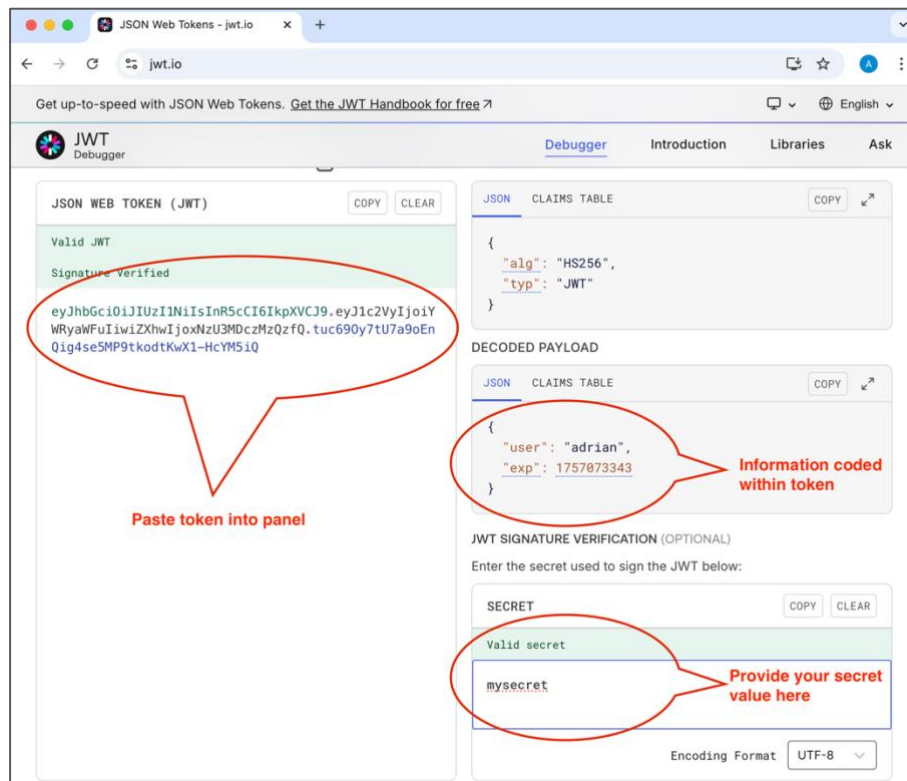 JSON Web Tokens - jwt.io
jwt.io
A
Get up-to-speed with JSON Web Tokens. Get the JWT Handbook for free
English
JWT
Debugger
Debugger
Introduction
Libraries
Ask
JSON WEB TOKEN (JWT)
COPY
CLEAR
Valid JWT
Signature Verified
eyJhbGciOiJIUzI1NiIsInR5cCI6IkpXVCJ9.eyJ1c2VyIjoiY
WRyaWFuIiwiZXhwIjoxNzU3MDczMzQzfQ.tuc69Oy7tU7a9oEn
Qig4se5MP9tkodtKwX1-HcYM5iQ
Paste token into panel
JSON
CLAIMS TABLE
COPY
{
"alg": "HS256",
"typ": "JWT"
}
DECODED PAYLOAD
JSON
CLAIMS TABLE
COPY
{
"user": "adrian",
"exp": 1757073343
}
Information coded
within token
JWT SIGNATURE VERIFICATION (OPTIONAL)
Enter the secret used to sign the JWT below:
SECRET
COPY
CLEAR
Valid secret
mysecret
Provide your secret
value here
Encoding Format
UTF-8